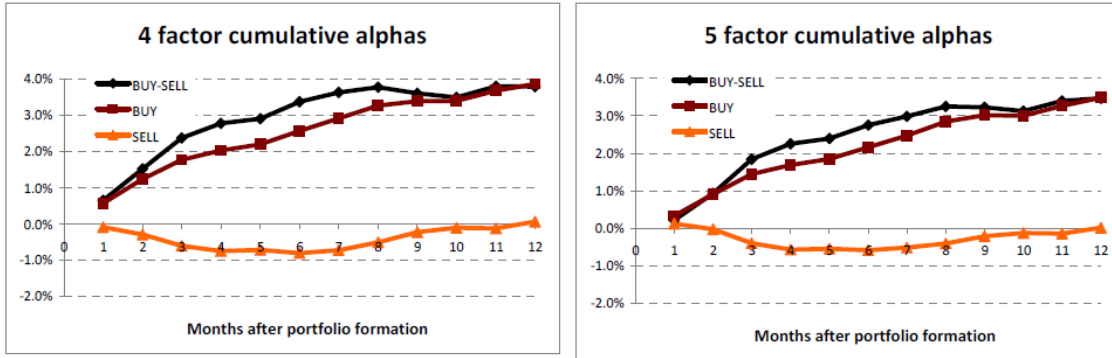 4 factor cumulative alphas
4.0%
3.0%
2.0%
1.0%
0.0%
-1.0%
-2.0%
BUY-SELL
BUY
SELL
0 1 2 3 4 5 6 7 8 9 10 11 12
Months after portfolio formation
5 factor cumulative alphas
4.0%
3.0%
2.0%
1.0%
0.0%
-1.0%
-2.0%
BUY-SELL
BUY
SELL
0 1 2 3 4 5 6 7 8 9 10 11 12
Months after portfolio formation